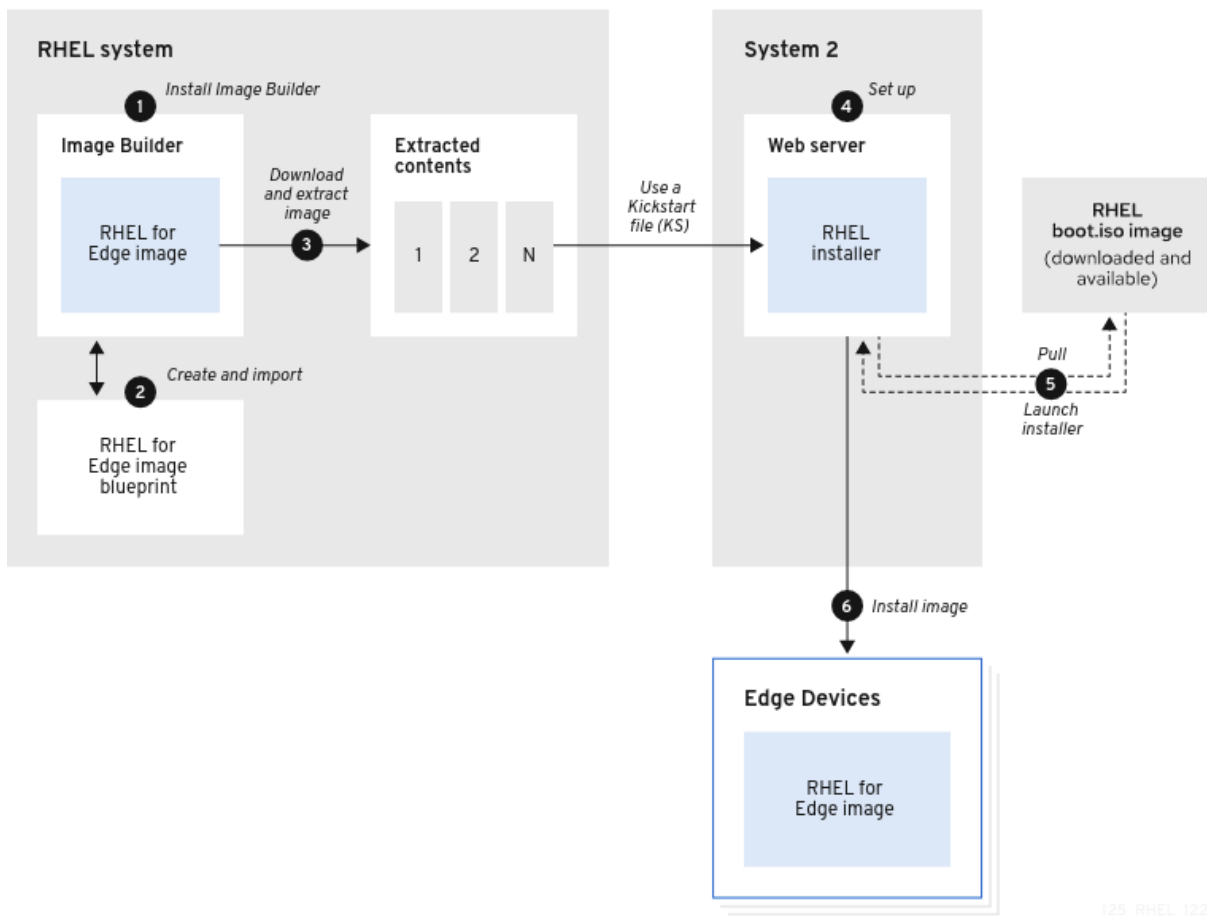 RHEL system
1
Install Image Builder
Image Builder
RHEL for
Edge image
Download
and extract
image
3
Extracted
contents
1
2
N
2
Create and import
RHEL for
Edge image
blueprint
Use a
Kickstart
file (KS)
System 2
4
Set up
Web server
RHEL
installer
RHEL
boot.iso image
(downloaded and
available)
Pull
5
Launch
installer
6
Install image
Edge Devices
RHEL for
Edge image
125_RHEL_122